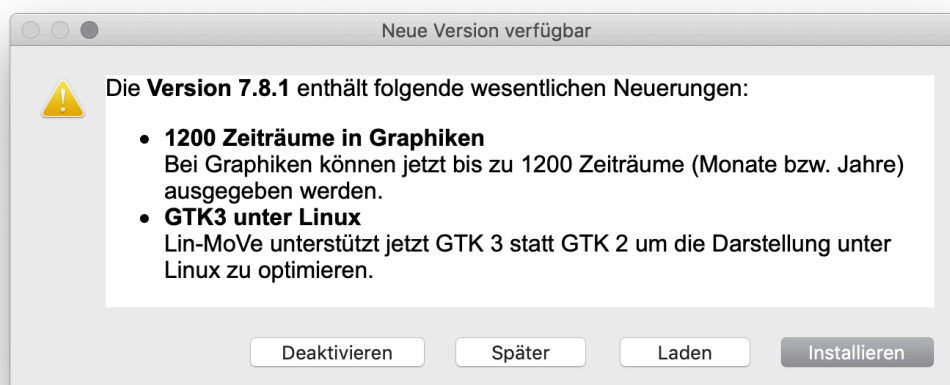 Neue Version verfügbar
Die Version 7.8.1 enthält folgende wesentlichen Neuerungen:
• 1200 Zeiträume in Graphiken
Bei Graphiken können jetzt bis zu 1200 Zeiträume (Monate bzw. Jahre)
ausgegeben werden.
• GTK3 unter Linux
Lin-MoVe unterstützt jetzt GTK 3 statt GTK 2 um die Darstellung unter
Linux zu optimieren.
Deaktivieren Später Laden Installieren